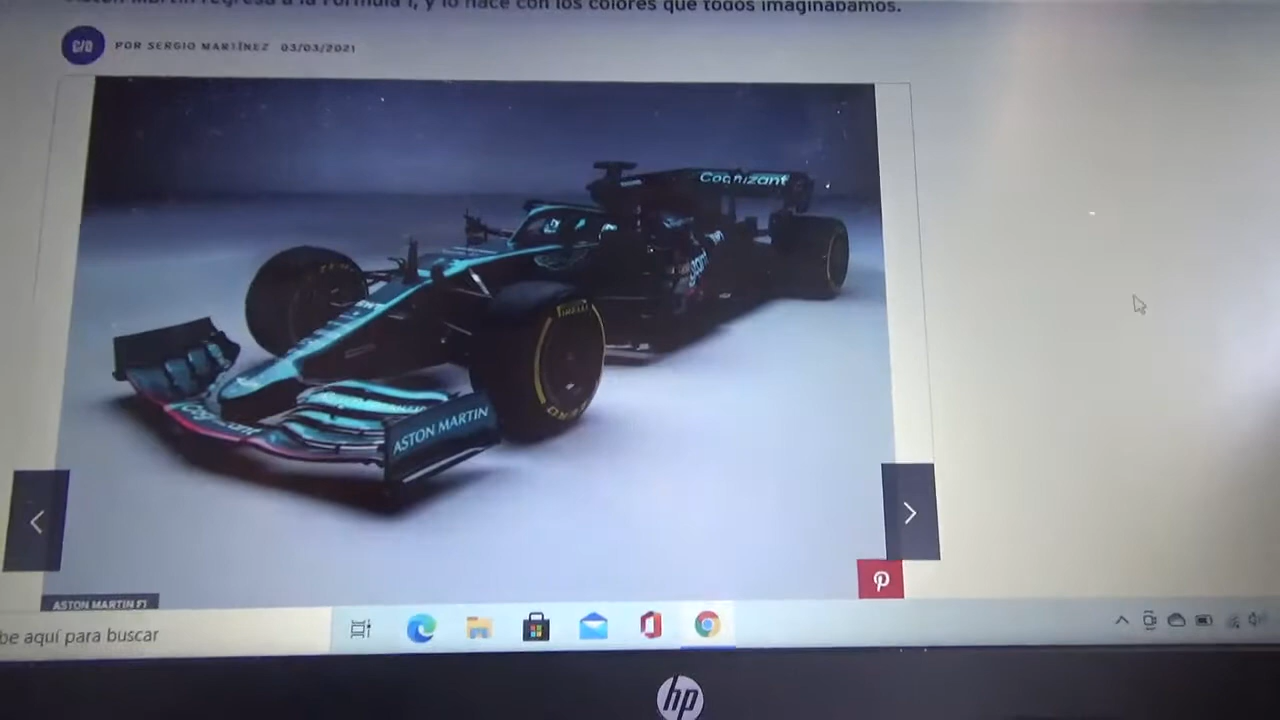 Aston Martin regresa a la Fórmula 1, y lo hace con los colores que todos imaginábamos.
C/D
POR SERGIO MARTÍNEZ 03/03/2021
Cognizant
PIRELLI
ZERO
ASTON MARTIN
ASTON MARTIN F1
be aquí para buscar
hp